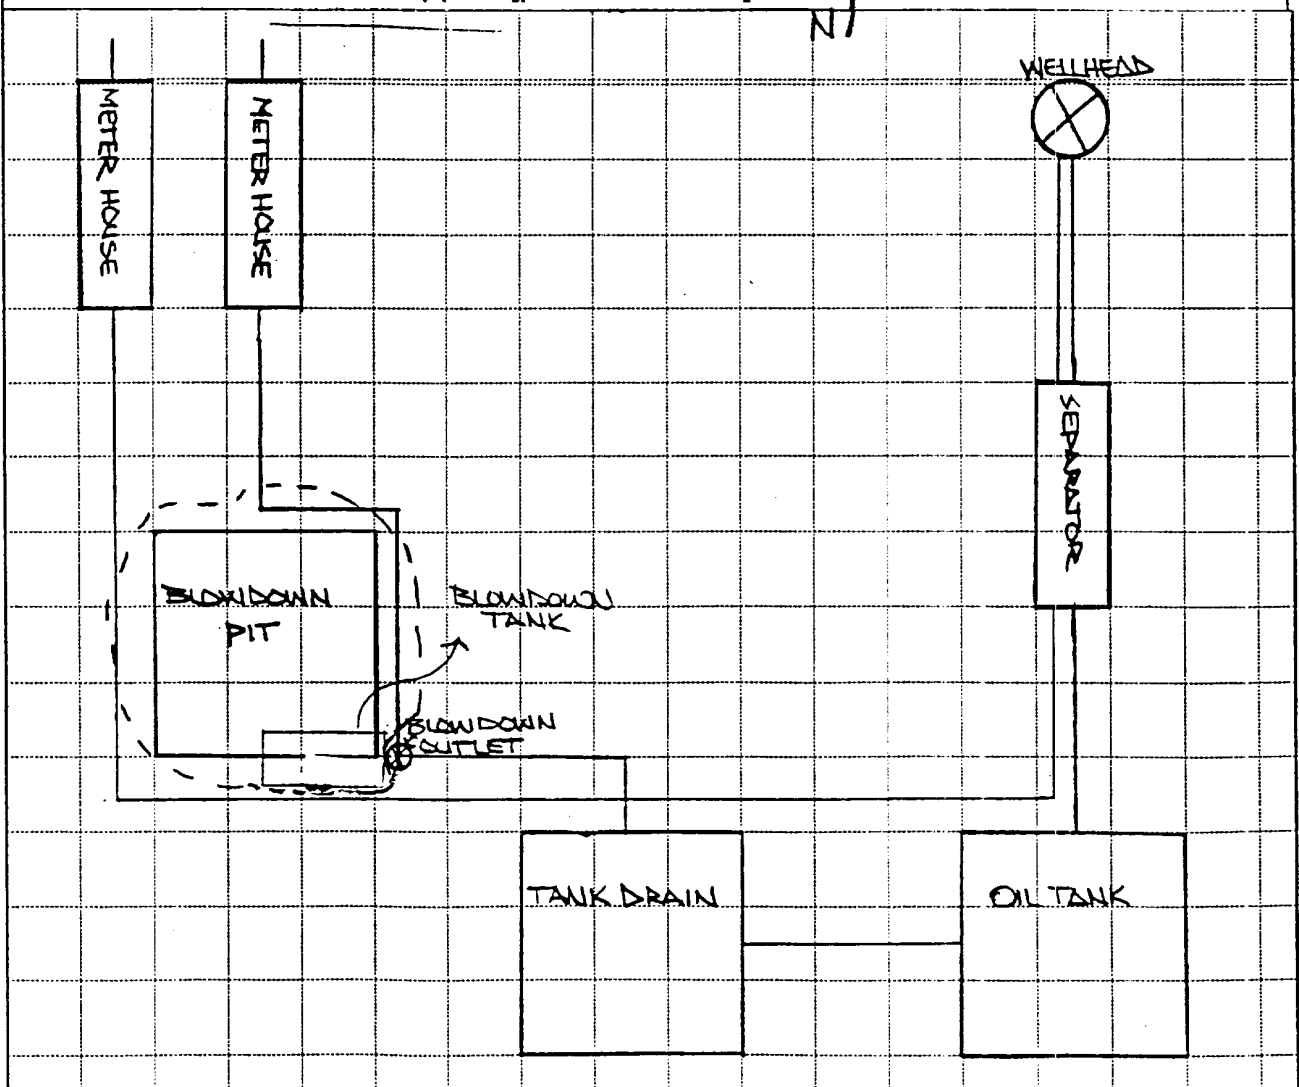 N
WELLHEAD
METER HOUSE
METER HOUSE
SEPARATOR
BLOWDOWN
PIT
BLOWDOWN
TANK
BLOWDOWN
OUTLET
TANK DRAIN
OIL TANK